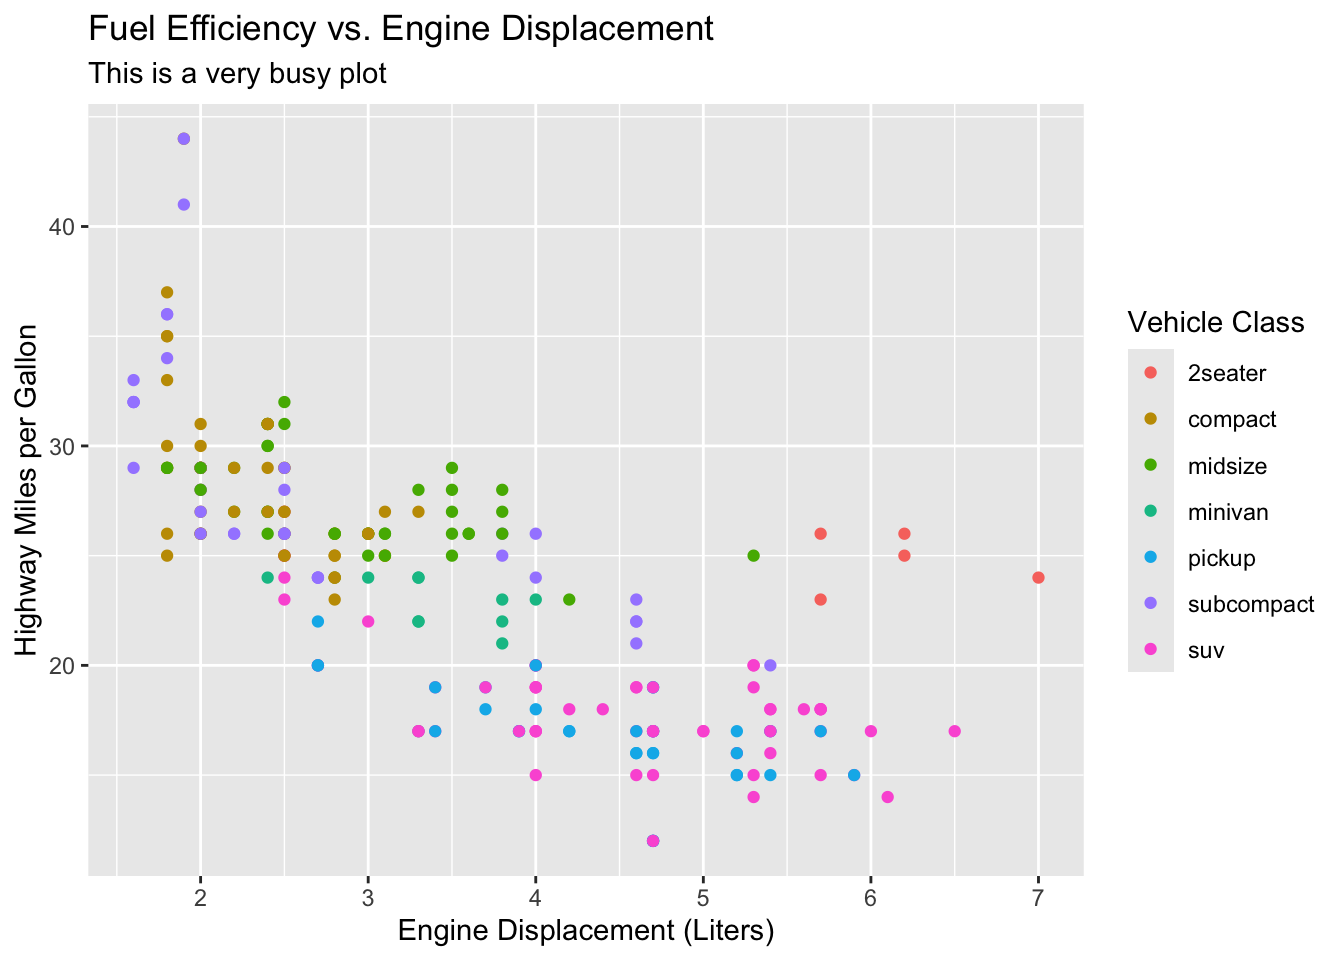 Fuel Efficiency vs. Engine Displacement
This is a very busy plot
Highway Miles per Gallon
40
30
20
2 3 4 5 6 7
Engine Displacement (Liters)
Vehicle Class
2seater
compact
midsize
minivan
pickup
subcompact
suv